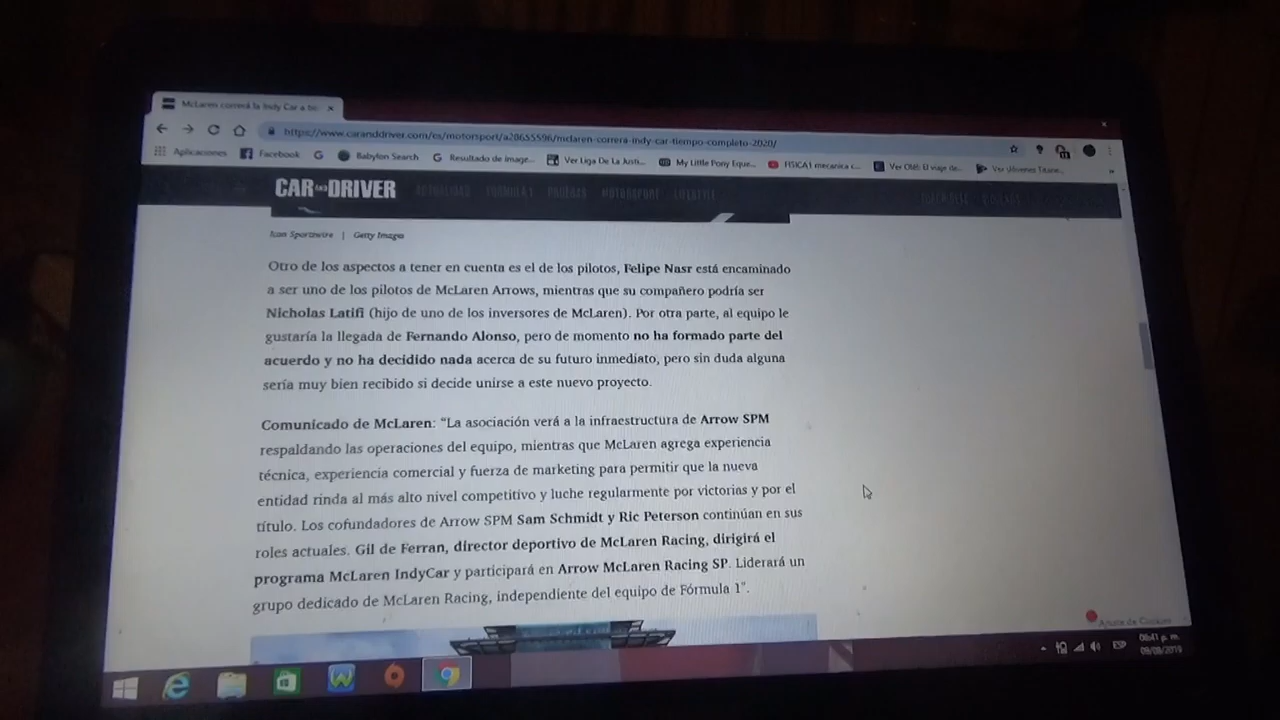 McLaren correrá la Indy Car a tie
https://www.caranddriver.com/es/motorsport/a28655596/mclaren-correra-indy-car-tiempo-completo-2020/
Aplicaciones Facebook Babylon Search Resultado de image... Ver Liga De La Justi... My Little Pony Eque... FISICA1 mecanica c... Ver Villanos Titane...
CAR AND DRIVER ACTUALIDAD FORMULA 1 PRUEBAS MOTORSPORT LIFESTYLE
Icon Sportswire | Getty Images
Otro de los aspectos a tener en cuenta es el de los pilotos, Felipe Nasr está encaminado
a ser uno de los pilotos de McLaren Arrows, mientras que su compañero podría ser
Nicholas Latifi (hijo de uno de los inversores de McLaren). Por otra parte, al equipo le
gustaría la llegada de Fernando Alonso, pero de momento no ha formado parte del
acuerdo y no ha decidido nada acerca de su futuro inmediato, pero sin duda alguna
sería muy bien recibido si decide unirse a este nuevo proyecto.
Comunicado de McLaren: “La asociación verá a la infraestructura de Arrow SPM
respaldando las operaciones del equipo, mientras que McLaren agrega experiencia
técnica, experiencia comercial y fuerza de marketing para permitir que la nueva
entidad rinda al más alto nivel competitivo y luche regularmente por victorias y por el
título. Los cofundadores de Arrow SPM Sam Schmidt y Ric Peterson continúan en sus
roles actuales. Gil de Ferran, director deportivo de McLaren Racing, dirigirá el
programa McLaren IndyCar y participará en Arrow McLaren Racing SP. Liderará un
grupo dedicado de McLaren Racing, independiente del equipo de Fórmula 1”.
ESP
06:41 p. m.
09/08/2019